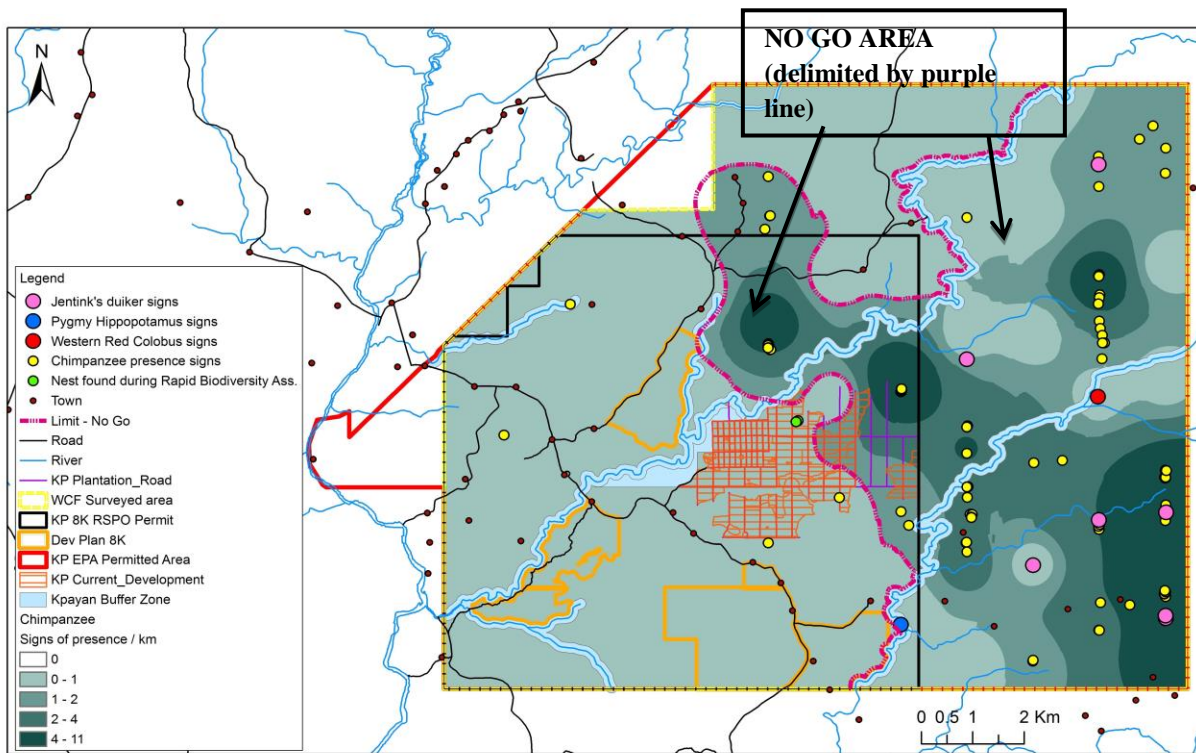 NO GO AREA
(delimited by purple
line)
N
Legend
Jentink's duiker signs
Pygmy Hippopotamus signs
Western Red Colobus signs
Chimpanzee presence signs
Nest found during Rapid Biodiversity Ass.
Town
Limit - No Go
Road
River
KP Plantation_Road
WCF Surveyed area
KP 8K RSPO Permit
Dev Plan 8K
KP EPA Permitted Area
KP Current_Development
Kpayan Buffer Zone
Chimpanzee
Signs of presence / km
0
0 - 1
1 - 2
2 - 4
4 - 11
0 0.5 1 2 Km